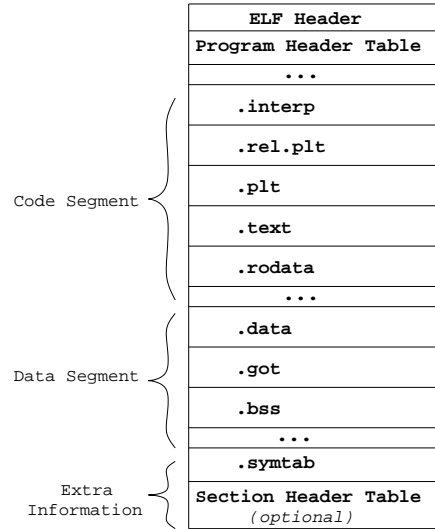 ELF Header
Program Header Table
...
.interp
.rel.plt
.plt
Code Segment
.text
.rodata
...
.data
Data Segment
.got
.bss
...
.symtab
Extra
Information
Section Header Table
(optional)